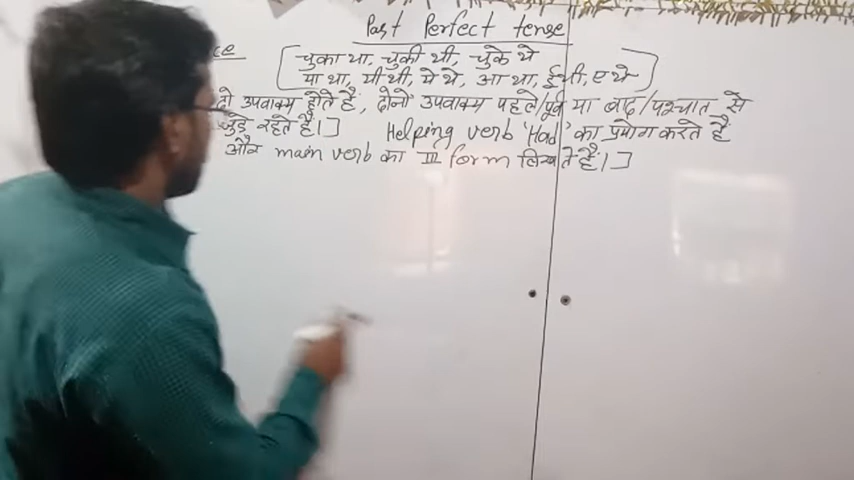 Past Perfect tense
ce
[चुका था, चुकी थी, चुके थे
या था, यी थी, ये थे, आ था, ई थी, ए थे]
दो उपवाक्य होते है, दोनों उपवाक्य पहले/पूर्व या बाद/पश्चात से
जुड़े रहते हैं।] Helping verb 'Had' का प्रयोग करते है
और main verb का III form लिखते हैं।]